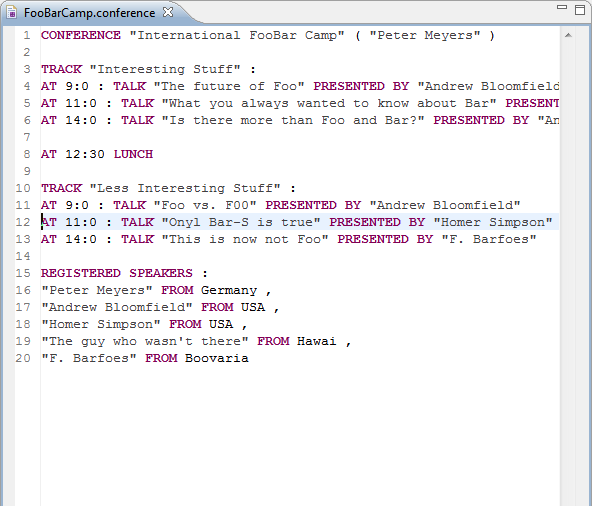 FooBarCamp.conference
1 CONFERENCE "International FooBar Camp" ( "Peter Meyers" )
2
3 TRACK "Interesting Stuff" :
4 AT 9:0 : TALK "The future of Foo" PRESENTED BY "Andrew Bloomfield
5 AT 11:0 : TALK "What you always wanted to know about Bar" PRESENT
6 AT 14:0 : TALK "Is there more than Foo and Bar?" PRESENTED BY "An
7
8 AT 12:30 LUNCH
9
10 TRACK "Less Interesting Stuff" :
11 AT 9:0 : TALK "Foo vs. F00" PRESENTED BY "Andrew Bloomfield"
12 AT 11:0 : TALK "Onyl Bar-S is true" PRESENTED BY "Homer Simpson"
13 AT 14:0 : TALK "This is now not Foo" PRESENTED BY "F. Barfoes"
14
15 REGISTERED SPEAKERS :
16 "Peter Meyers" FROM Germany ,
17 "Andrew Bloomfield" FROM USA ,
18 "Homer Simpson" FROM USA ,
19 "The guy who wasn't there" FROM Hawai ,
20 "F. Barfoes" FROM Boovaria